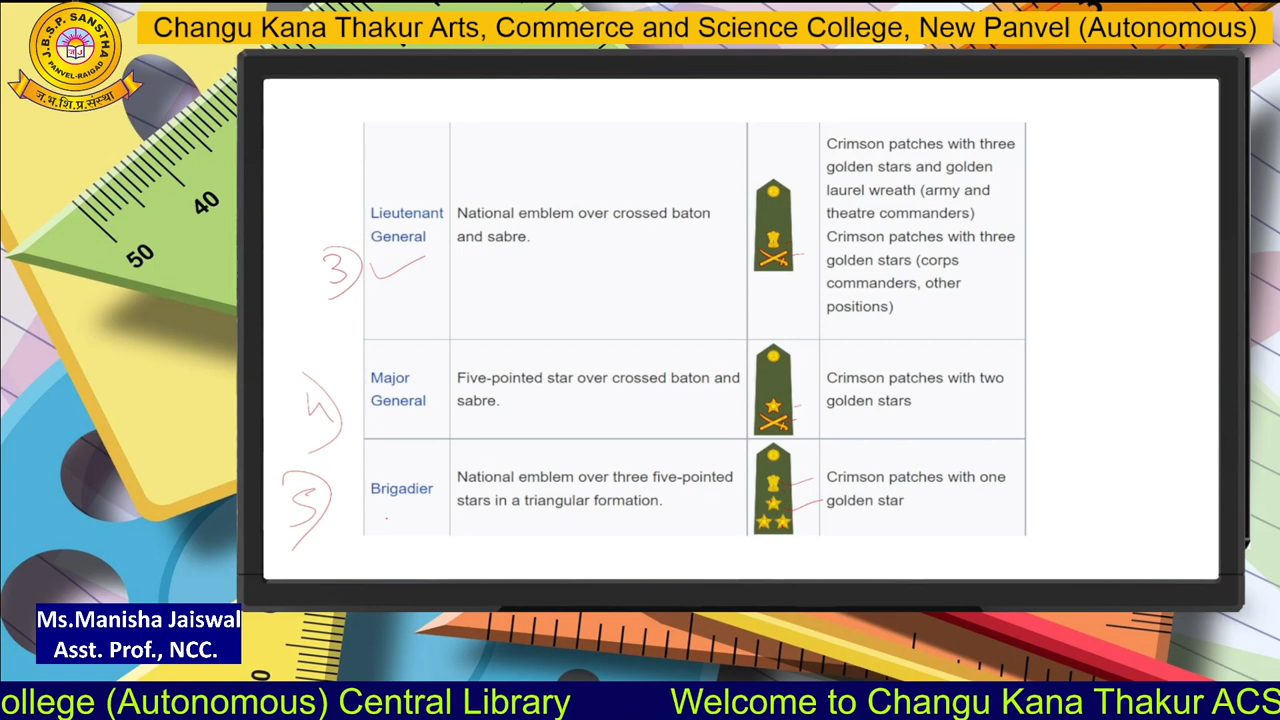 Changu Kana Thakur Arts, Commerce and Science College, New Panvel (Autonomous)
J.B.S.P. SANSTHA
PANVEL-RAIGAD
ज.भ.शि.प्र.संस्था
40
50
Lieutenant
General
National emblem over crossed baton
and sabre.
Crimson patches with three
golden stars and golden
laurel wreath (army and
theatre commanders)
Crimson patches with three
golden stars (corps
commanders, other
positions)
3)
Major
General
Five-pointed star over crossed baton and
sabre.
Crimson patches with two
golden stars
4)
Brigadier
National emblem over three five-pointed
stars in a triangular formation.
Crimson patches with one
golden star
5)
Ms.Manisha Jaiswal
Asst. Prof., NCC.
ollege (Autonomous) Central Library
Welcome to Changu Kana Thakur ACS